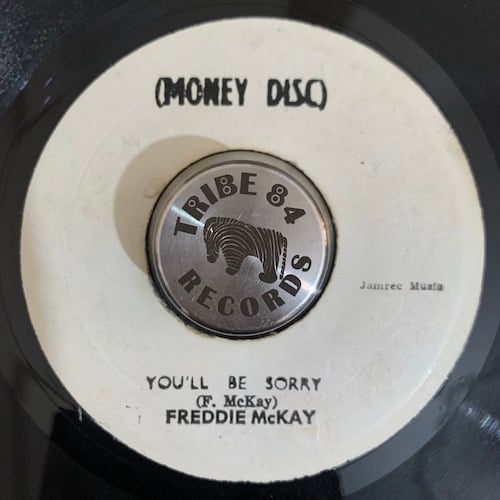 (MONEY DISC)
TRIBE 84
RECORDS
Jamrec Music
YOU'LL BE SORRY
(F. McKay)
FREDDIE McKAY